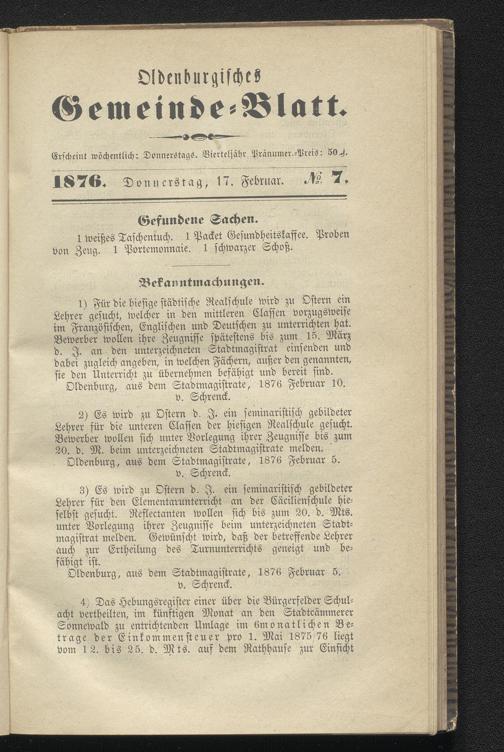 Oldenburgisches
Gemeinde-Blatt.
Erscheint wöchentlich: Donnerstags. Vierteljähr Pränumer.-Preis: 50 ₰.
1876. Donnerstag, 17. Februar. № 7.
Gefundene Sachen.
1 weißes Taschentuch. 1 Packet Gesundheitskaffee. Proben
von Zeug. 1 Portemonnaie. 1 schwarzer Schoß.
Bekanntmachungen.
1) Für die hiesige städtische Realschule wird zu Ostern ein
Lehrer gesucht, welcher in den mittleren Classen vorzugsweise
im Französischen, Englischen und Deutschen zu unterrichten hat.
Bewerber wollen ihre Zeugnisse spätestens bis zum 15. März
d. J. an den unterzeichneten Stadtmagistrat einsenden und
dabei zugleich angeben, in welchen Fächern, außer den genannten,
sie den Unterricht zu übernehmen befähigt und bereit sind.
Oldenburg, aus dem Stadtmagistrate, 1876 Februar 10.
v. Schrenck.
2) Es wird zu Ostern d. J. ein seminaristisch gebildeter
Lehrer für die unteren Classen der hiesigen Realschule gesucht.
Bewerber wollen sich unter Vorlegung ihrer Zeugnisse bis zum
20. d. M. beim unterzeichneten Stadtmagistrate melden.
Oldenburg, aus dem Stadtmagistrate, 1876 Februar 5.
v. Schrenck.
3) Es wird zu Ostern d. J. ein seminaristisch gebildeter
Lehrer für den Elementarunterricht an der Cäcilienschule hie-
selbst gesucht. Reflectanten wollen sich bis zum 20. d. Mts.
unter Vorlegung ihrer Zeugnisse beim unterzeichneten Stadt-
magistrat melden. Gewünscht wird, daß der betreffende Lehrer
auch zur Ertheilung des Turnunterrichts geneigt und be-
fähigt ist.
Oldenburg, aus dem Stadtmagistrate, 1876 Februar 5.
v. Schrenck.
4) Das Hebungsregister einer über die Bürgerfelder Schul-
acht vertheilten, im künftigen Monat an den Stadtcämmerer
Sonnewald zu entrichtenden Umlage im 6monatlichen Be-
trage der Einkommensteuer pro 1. Mai 1875/76 liegt
vom 12. bis 25. d. Mts. auf dem Rathhause zur Einsicht